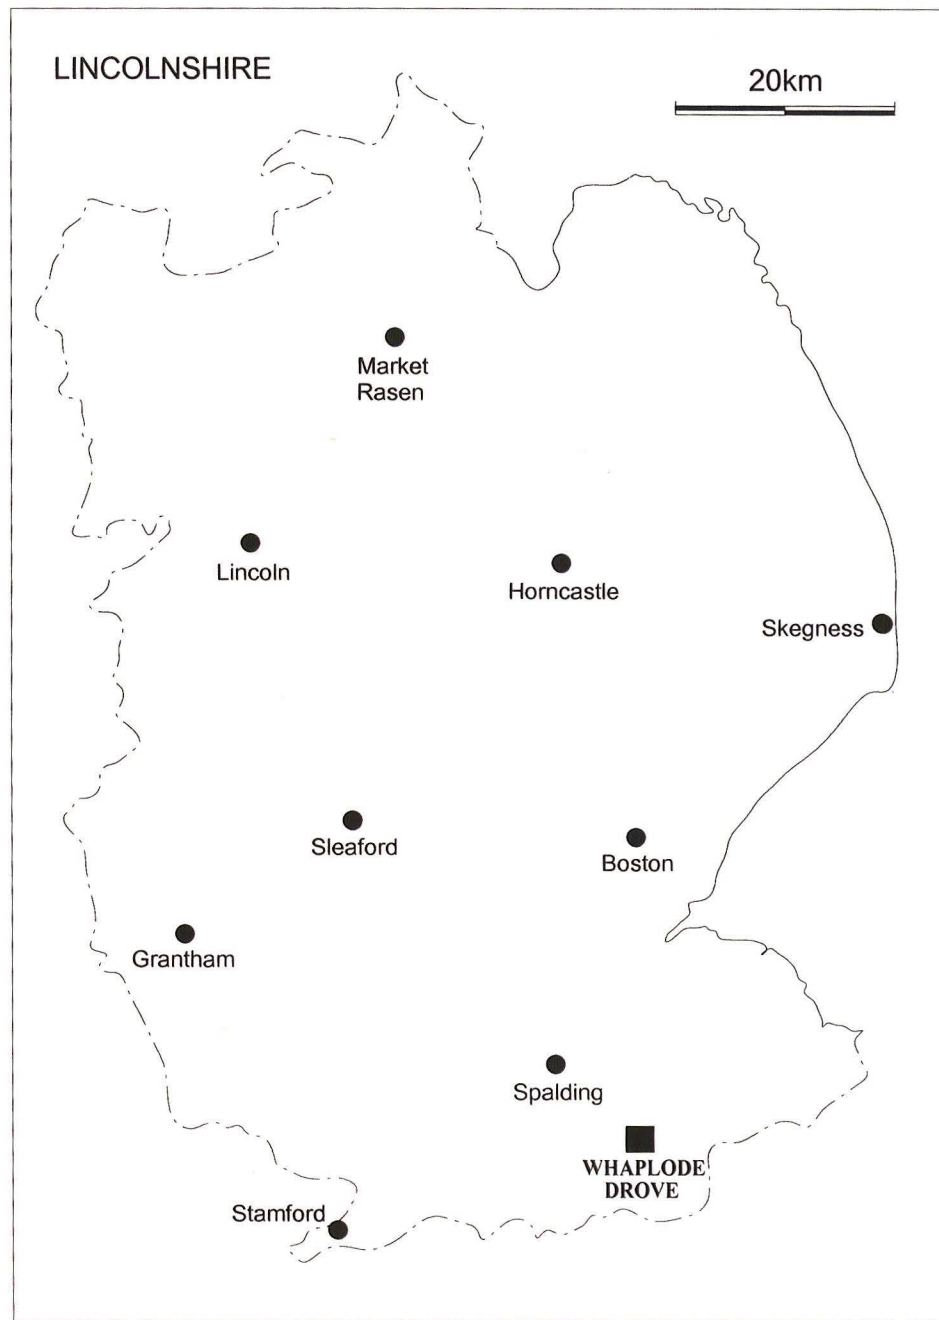 LINCOLNSHIRE
20km
Market
Rasen
Lincoln
Horncastle
Skegness
Sleaford
Boston
Grantham
Spalding
WHAPLODE
DROVE
Stamford